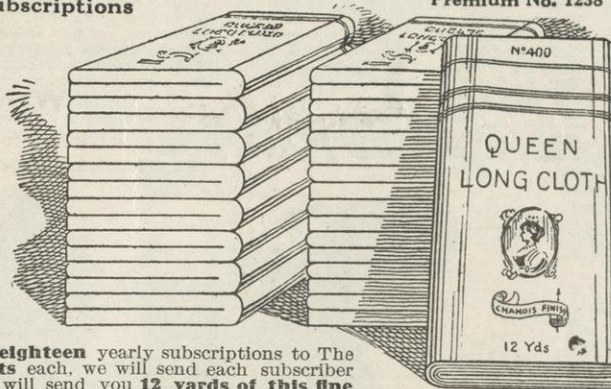 ubscriptions
Premium No. 1238
Nº400
QUEEN
LONG CLOTH
CHAMOIS FINISH
12 Yds
eighteen yearly subscriptions to The
ts each, we will send each subscriber
will send you 12 yards of this fine